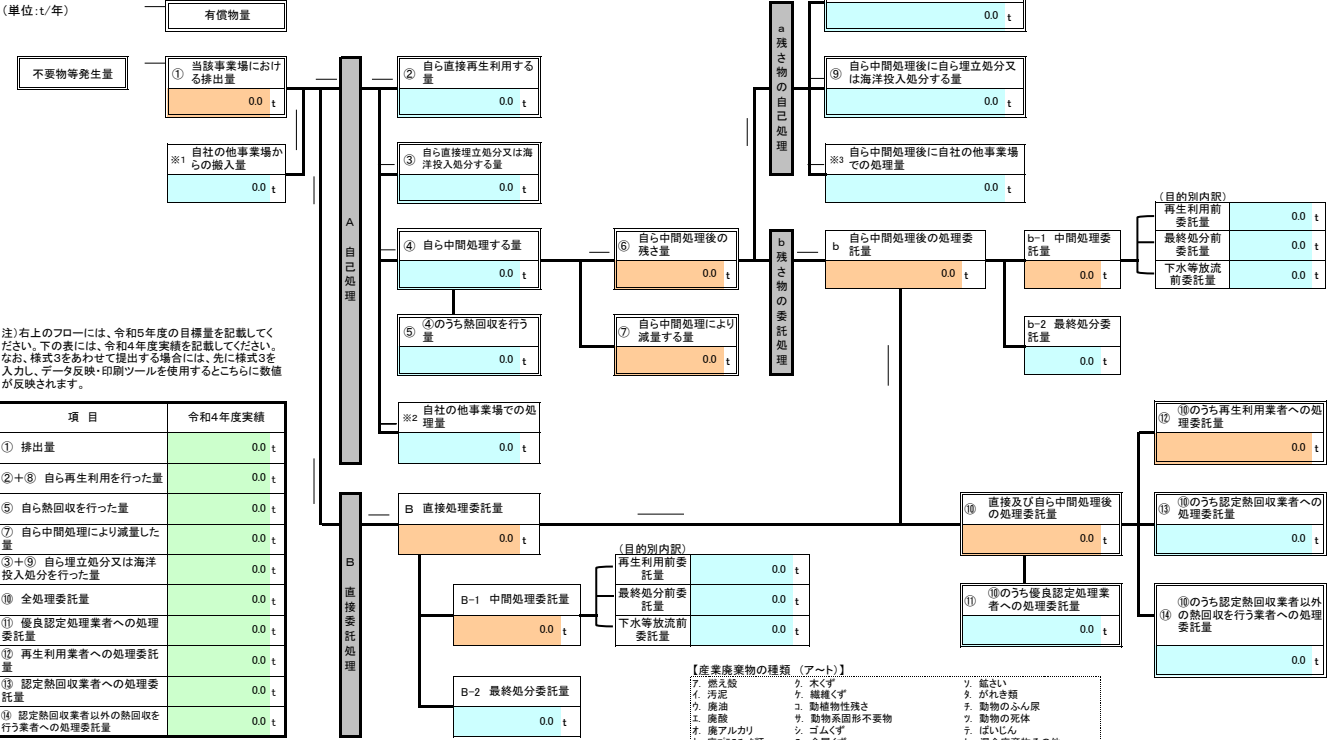 (単位:t/年)
有償物量
不要物等発生量
① 当該事業場におけ
る排出量
0.0 t
※1 自社の他事業場か
らの搬入量
0.0 t
A
自
己
処
理
② 自ら直接再生利用する
量
0.0 t
③ 自ら直接埋立処分又は海
洋投入処分する量
0.0 t
④ 自ら中間処理する量
0.0 t
⑤ ④のうち熱回収を行う
量
0.0 t
※2 自社の他事業場での処
理量
0.0 t
⑥ 自ら中間処理後の
残さ量
0.0 t
⑦ 自ら中間処理により
減量する量
0.0 t
a
残
さ
物
の
自
己
処
理
0.0 t
⑨ 自ら中間処理後に自ら埋立処分又
は海洋投入処分する量
0.0 t
※3 自ら中間処理後に自社の他事業場
での処理量
0.0 t
b
残
さ
物
の
委
託
処
理
b 自ら中間処理後の処理委
託量
0.0 t
b-1 中間処理委
託量
0.0 t
b-2 最終処分委
託量
0.0 t
(目的別内訳)
再生利用前
委託量
0.0 t
最終処分前
委託量
0.0 t
下水等放流
前委託量
0.0 t
注)右上のフローには、令和5年度の目標量を記載してく
ださい。下の表には、令和4年度実績を記載してください。
なお、様式3をあわせて提出する場合には、先に様式3を
入力し、データ反映・印刷ツールを使用するとこちらに数値
が反映されます。
項 目 令和4年度実績
① 排出量 0.0 t
②+⑧ 自ら再生利用を行った量 0.0 t
⑤ 自ら熱回収を行った量 0.0 t
⑦ 自ら中間処理により減量した
量 0.0 t
③+⑨ 自ら埋立処分又は海洋
投入処分を行った量 0.0 t
⑩ 全処理委託量 0.0 t
⑪ 優良認定処理業者への処理
委託量 0.0 t
⑫ 再生利用業者への処理委託
量 0.0 t
⑬ 認定熱回収業者への処理委
託量 0.0 t
⑭ 認定熱回収業者以外の熱回収を
行う業者への処理委託量 0.0 t
B
直
接
委
託
処
理
B 直接処理委託量
0.0 t
B-1 中間処理委託量
0.0 t
B-2 最終処分委託量
0.0 t
(目的別内訳)
再生利用前委
託量
0.0 t
最終処分前委
託量
0.0 t
下水等放流前
委託量
0.0 t
⑩ 直接及び自ら中間処理後
の処理委託量
0.0 t
⑪ ⑩のうち優良認定処理業
者への処理委託量
0.0 t
⑫ ⑩のうち再生利用業者への処
理委託量
0.0 t
⑬ ⑩のうち認定熱回収業者への
処理委託量
0.0 t
⑭ ⑩のうち認定熱回収業者以外
の熱回収を行う業者への処理
委託量
0.0 t
【産業廃棄物の種類 (ア~ト)】
ア. 燃え殻 ク. 木くず ソ. 鉱さい
イ. 汚泥 ケ. 繊維くず タ. がれき類
ウ. 廃油 コ. 動植物性残さ チ. 動物のふん尿
エ. 廃酸 サ. 動物系固形不要物 ツ. 動物の死体
オ. 廃アルカリ シ. ゴムくず テ. ばいじん